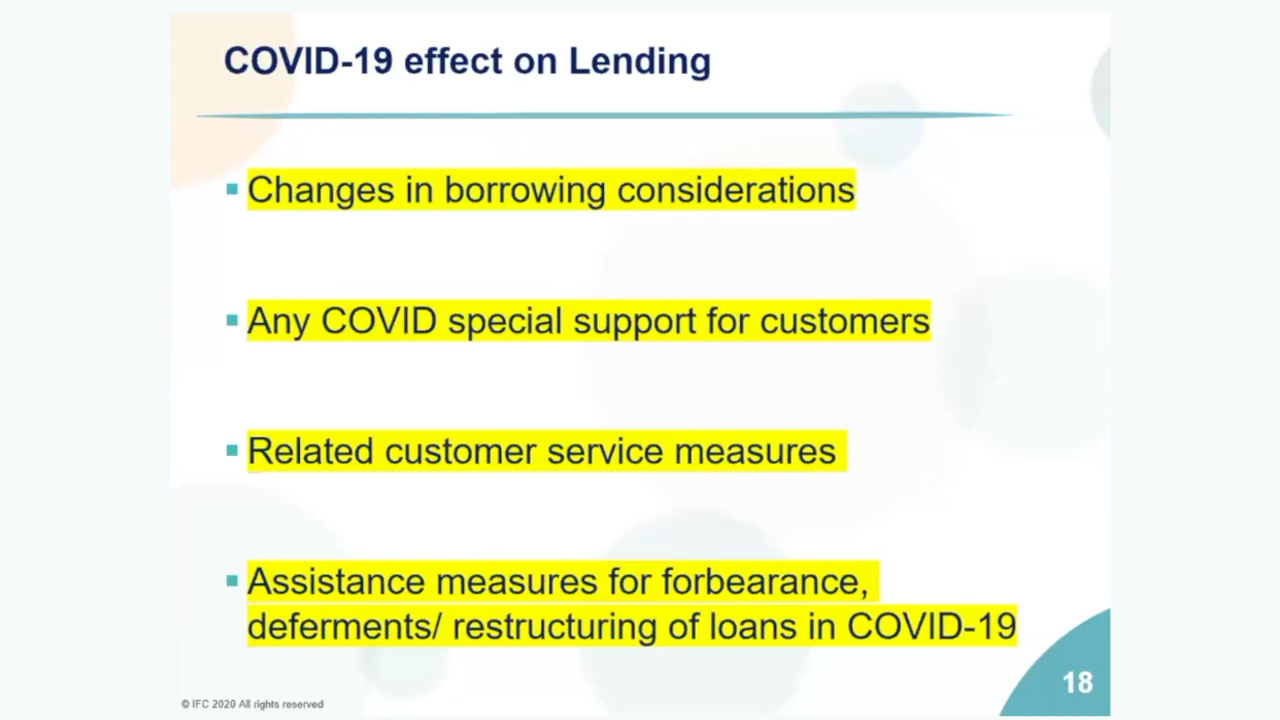 COVID-19 effect on Lending
Changes in borrowing considerations
Any COVID special support for customers
Related customer service measures
Assistance measures for forbearance,
deferments/ restructuring of loans in COVID-19
18
© IFC 2020 All rights reserved